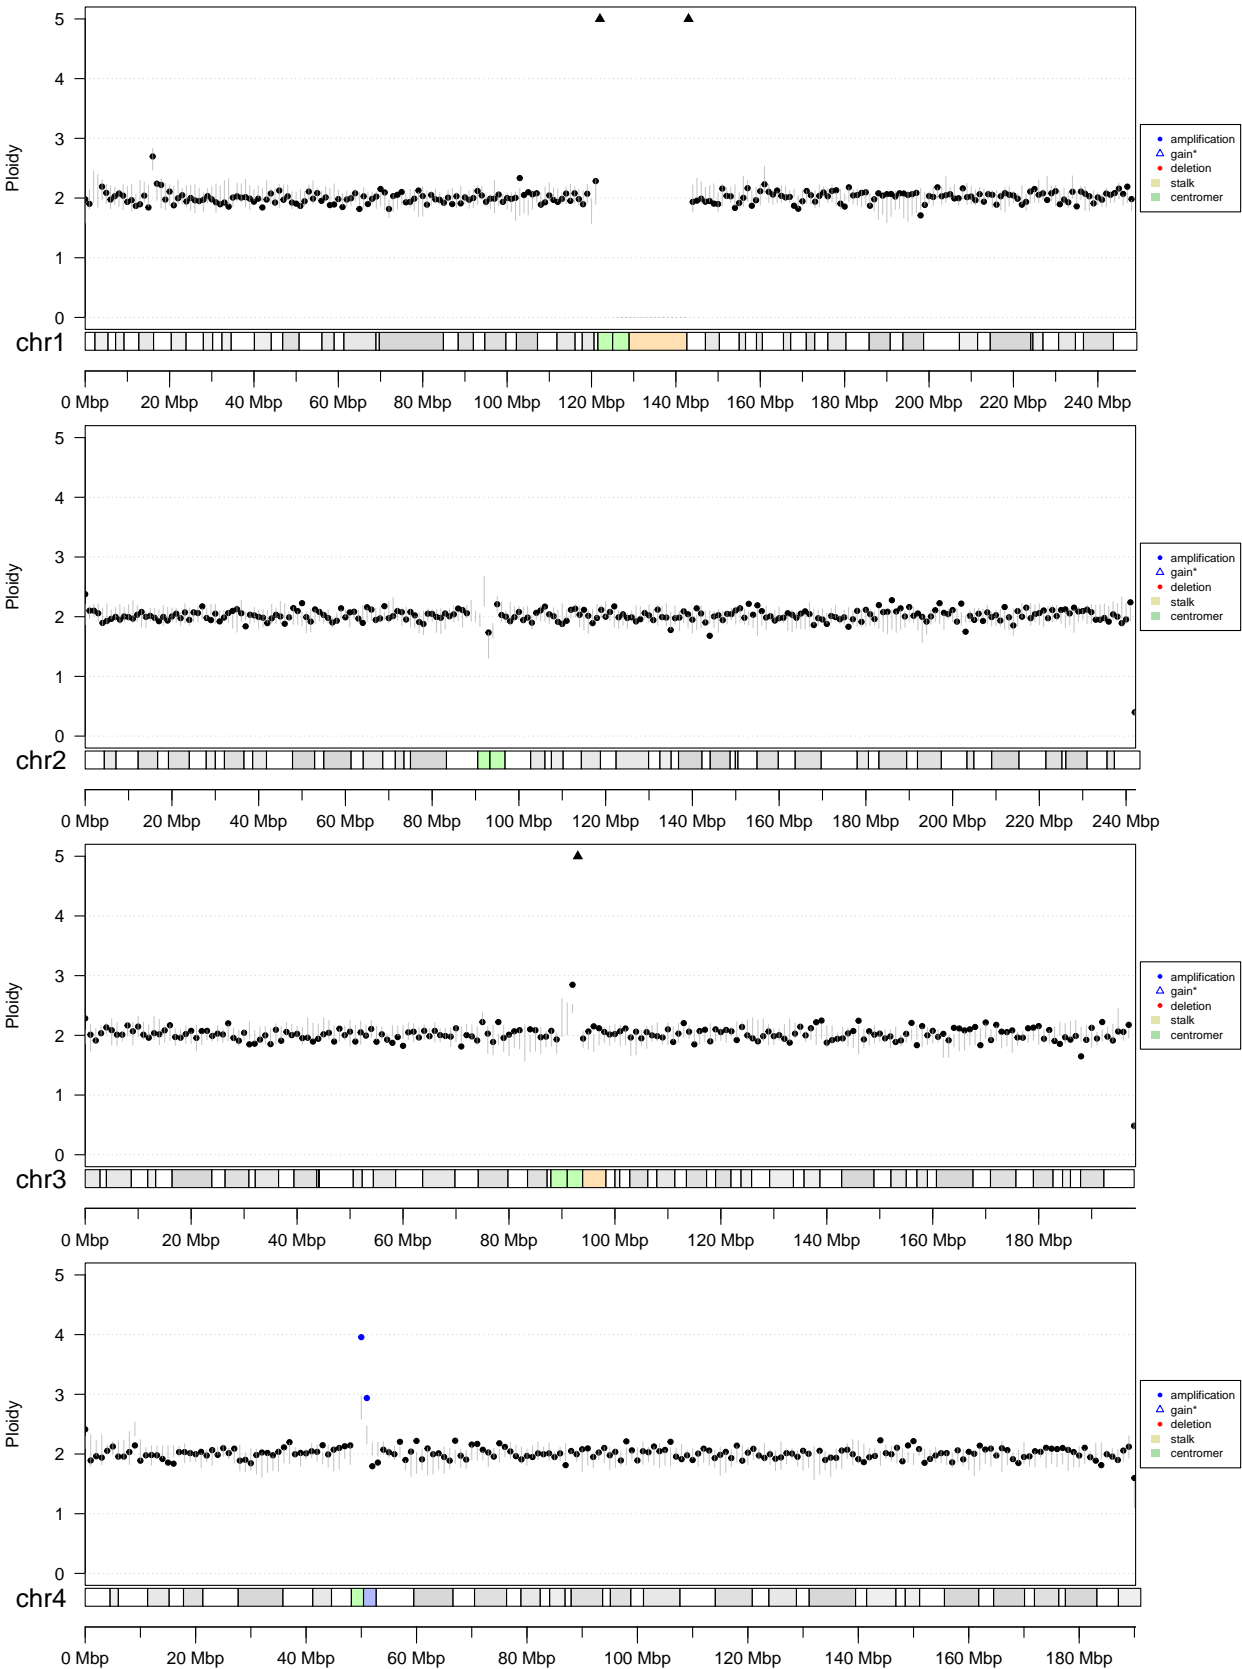 5
4
3
2
1
0
Ploidy
amplification
gain*
deletion
stalk
centromer
chr1
0 Mbp 20 Mbp 40 Mbp 60 Mbp 80 Mbp 100 Mbp 120 Mbp 140 Mbp 160 Mbp 180 Mbp 200 Mbp 220 Mbp 240 Mbp
5
4
3
2
1
0
Ploidy
amplification
gain*
deletion
stalk
centromer
chr2
0 Mbp 20 Mbp 40 Mbp 60 Mbp 80 Mbp 100 Mbp 120 Mbp 140 Mbp 160 Mbp 180 Mbp 200 Mbp 220 Mbp 240 Mbp
5
4
3
2
1
0
Ploidy
amplification
gain*
deletion
stalk
centromer
chr3
0 Mbp 20 Mbp 40 Mbp 60 Mbp 80 Mbp 100 Mbp 120 Mbp 140 Mbp 160 Mbp 180 Mbp
5
4
3
2
1
0
Ploidy
amplification
gain*
deletion
stalk
centromer
chr4
0 Mbp 20 Mbp 40 Mbp 60 Mbp 80 Mbp 100 Mbp 120 Mbp 140 Mbp 160 Mbp 180 Mbp